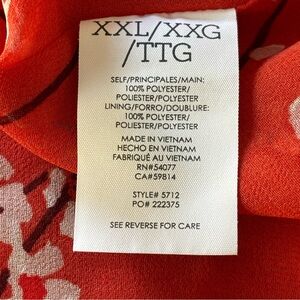 XXL/XXG
/TTG
SELF/PRINCIPALES/MAIN:
100% POLYESTER/
POLIESTER/POLYESTER
LINING/FORRO/DOUBLURE:
100% POLYESTER/
POLIESTER/POLYESTER
MADE IN VIETNAM
HECHO EN VIETNAM
FABRIQUÉ AU VIETNAM
RN#54077
CA#59814
STYLE# 5712
PO# 222375
SEE REVERSE FOR CARE